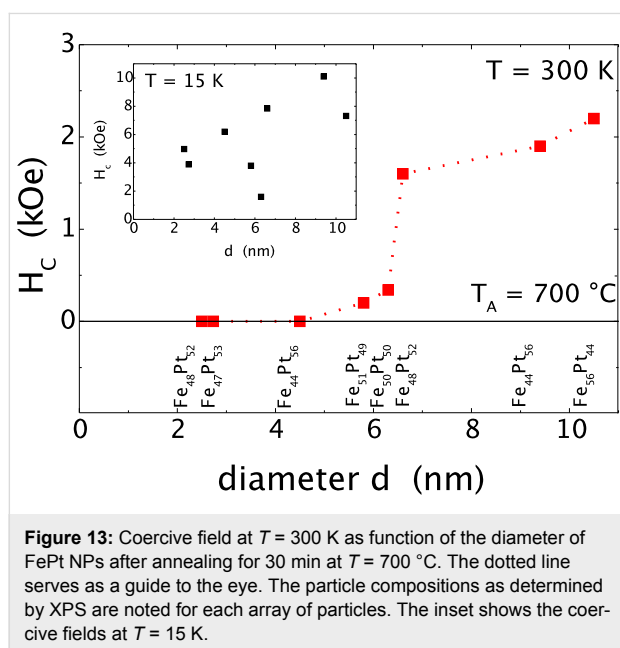 3
2
1
0
H_C (kOe)
T = 300 K
T_A = 700 °C
10
8
6
4
2
0
H_c (kOe)
T = 15 K
0 2 4 6 8 10
d (nm)
Fe48Pt52
Fe47Pt53
Fe44Pt56
Fe51Pt49
Fe50Pt50
Fe48Pt52
Fe44Pt56
Fe56Pt44
0 2 4 6 8 10
diameter d (nm)
Figure 13: Coercive field at T = 300 K as function of the diameter of
FePt NPs after annealing for 30 min at T = 700 °C. The dotted line
serves as a guide to the eye. The particle compositions as determined
by XPS are noted for each array of particles. The inset shows the coer-
cive fields at T = 15 K.